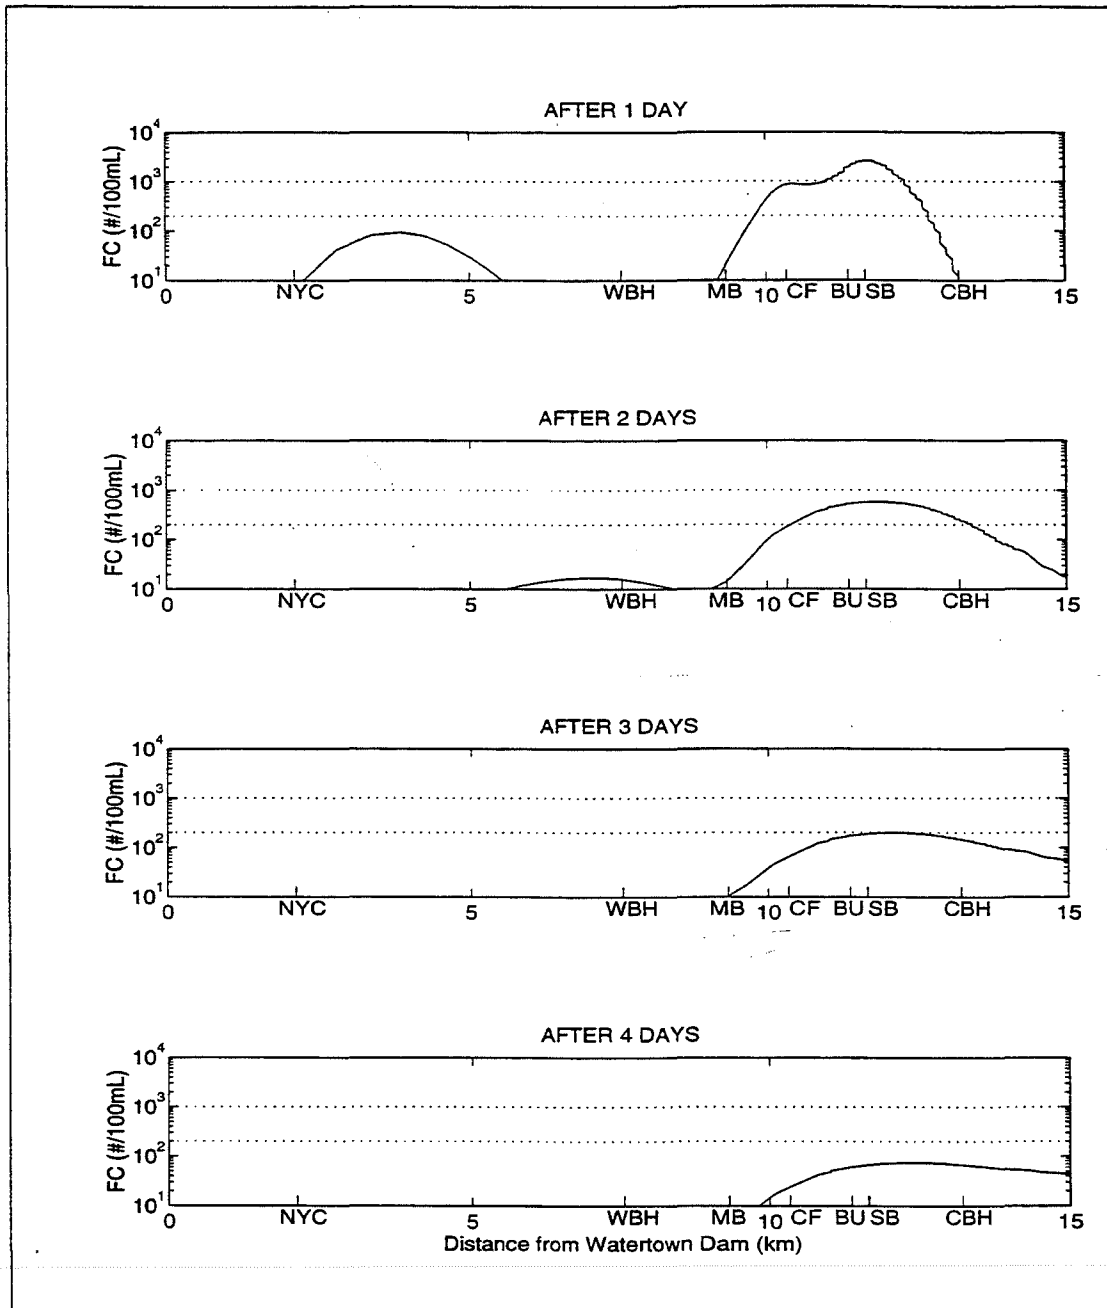 AFTER 1 DAY
FC (#/100mL)
10^4
10^3
10^2
10^1
0 NYC 5 WBH MB 10 CF BU SB CBH 15
AFTER 2 DAYS
FC (#/100mL)
10^4
10^3
10^2
10^1
0 NYC 5 WBH MB 10 CF BU SB CBH 15
AFTER 3 DAYS
FC (#/100mL)
10^4
10^3
10^2
10^1
0 NYC 5 WBH MB 10 CF BU SB CBH 15
AFTER 4 DAYS
FC (#/100mL)
10^4
10^3
10^2
10^1
0 NYC 5 WBH MB 10 CF BU SB CBH 15
Distance from Watertown Dam (km)